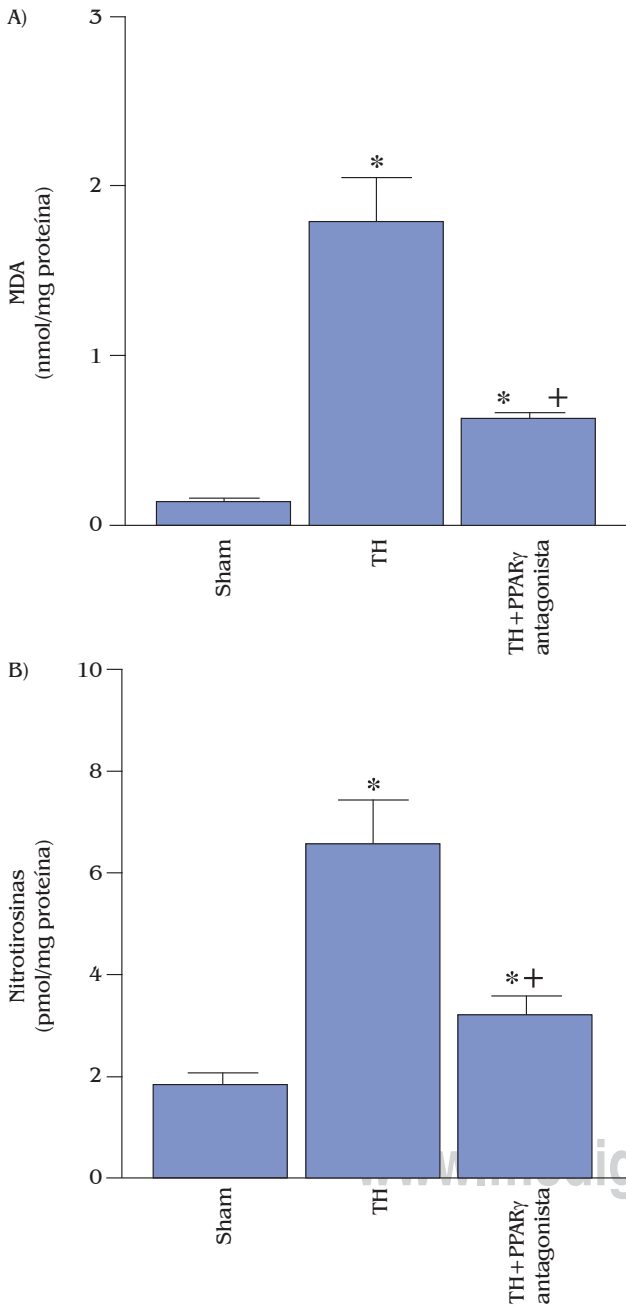 A)
3
2
1
0
MDA
(nmol/mg proteína)
*
* +
Sham
TH
TH+PPARγ
antagonista
B)
10
8
6
4
2
0
Nitrotirosinas
(pmol/mg proteína)
*
*+
Sham
TH
TH+PPARγ
antagonista